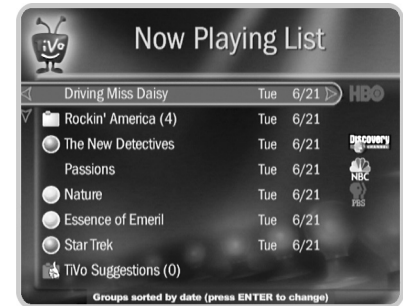 TiVo Now Playing List
Driving Miss Daisy Tue 6/21 HBO
Rockin' America (4) Tue 6/21
The New Detectives Tue 6/21 Discovery CHANNEL
Passions Tue 6/21 NBC
Nature Tue 6/21 PBS
Essence of Emeril Tue 6/21
Star Trek Tue 6/21
TiVo Suggestions (0)
Groups sorted by date (press ENTER to change)